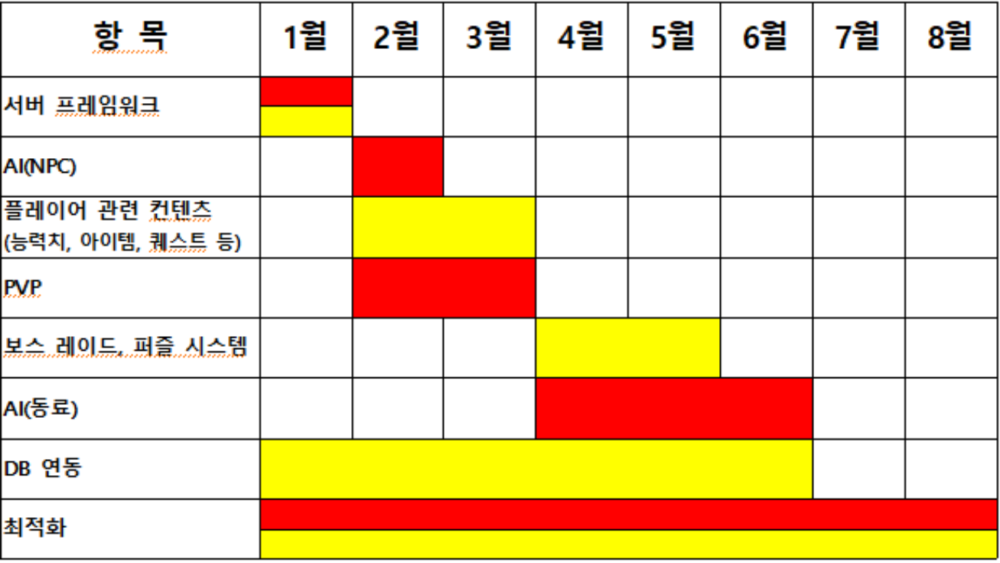 항 목 1월 2월 3월 4월 5월 6월 7월 8월
서버 프레임워크
AI(NPC)
플레이어 관련 컨텐츠
(능력치, 아이템, 퀘스트 등)
PVP
보스 레이드, 퍼즐 시스템
AI(동료)
DB 연동
최적화